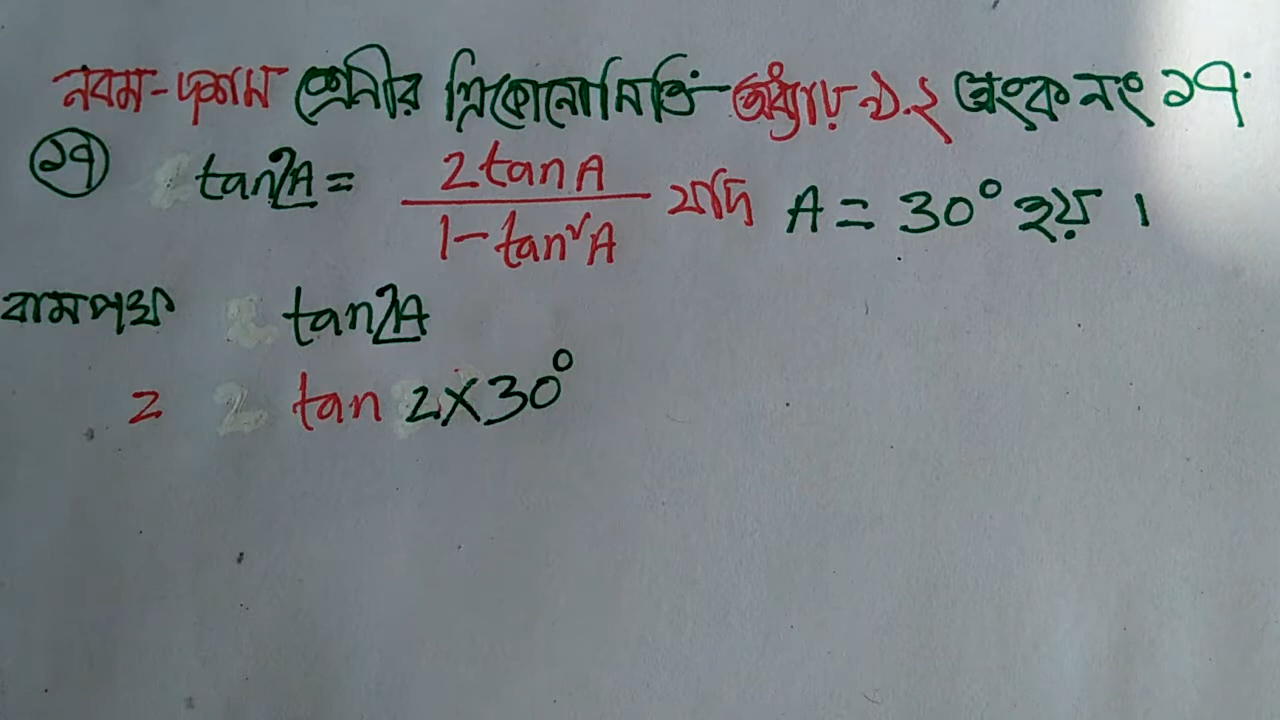 নবম-দশম শ্রেনীর ত্রিকোনোমিতি-অধ্যায় ৯.২ অংক নং ১৭.
১৭ tan2A = 2tanA / 1-tan²A যদি A = 30° হয় ।
বামপক্ষ tan2A
= tan 2×30°